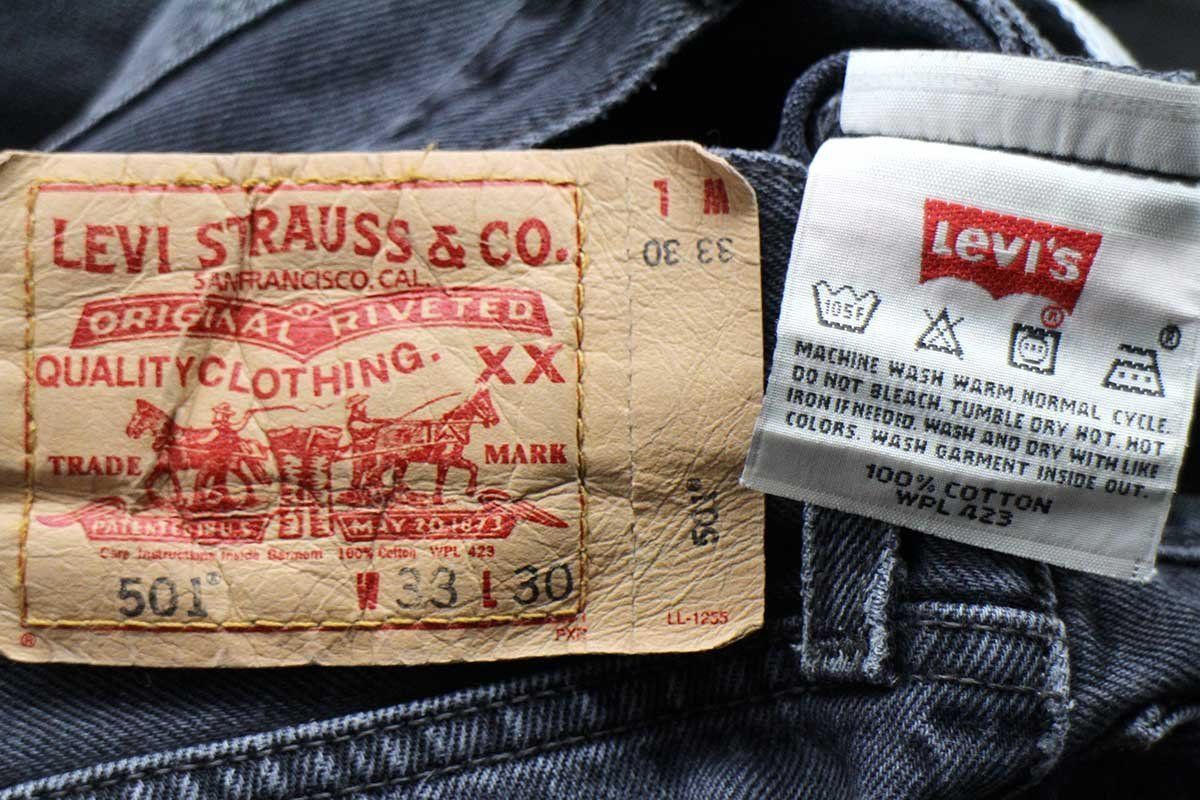 LEVI STRAUSS & CO.
SAN FRANCISCO, CAL.
ORIGINAL RIVETED
QUALITY CLOTHING. XX
TRADE MARK
PATENTED IN U.S. MAY 20 1873
Care Instructions Inside Garment 100% Cotton WPL 423
501® W 33 L 30
®
1 M
33 30
501®
LL-1255
Levi's
®
105F
®
MACHINE WASH WARM, NORMAL CYCLE.
DO NOT BLEACH. TUMBLE DRY HOT. HOT
IRON IF NEEDED. WASH AND DRY WITH LIKE
COLORS. WASH GARMENT INSIDE OUT.
100% COTTON
WPL 423